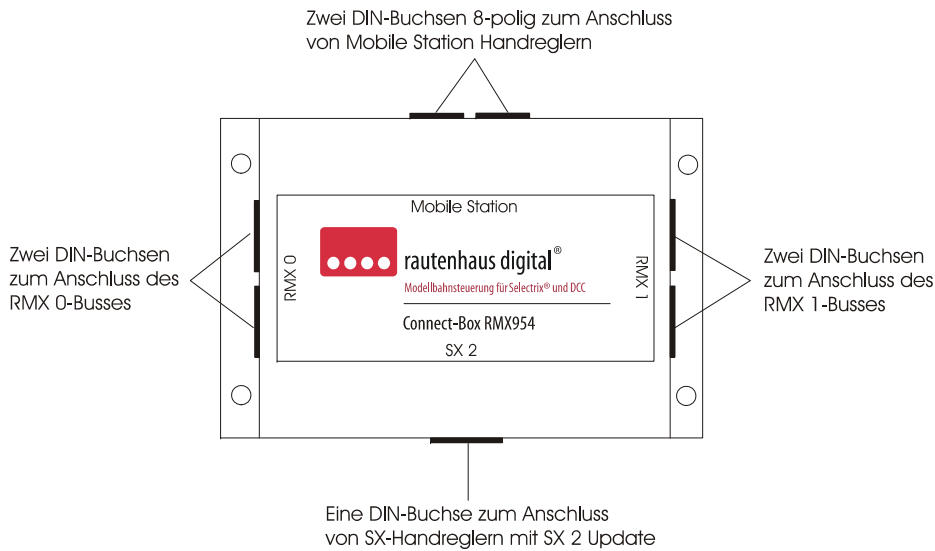 Zwei DIN-Buchsen 8-polig zum Anschluss
von Mobile Station Handreglern
Mobile Station
Zwei DIN-Buchsen
zum Anschluss des
RMX 0-Busses
RMX 0
rautenhaus digital®
Modellbahnsteuerung für Selectrix® und DCC
Connect-Box RMX954
SX 2
RMX 1
Zwei DIN-Buchsen
zum Anschluss des
RMX 1-Busses
Eine DIN-Buchse zum Anschluss
von SX-Handreglern mit SX 2 Update